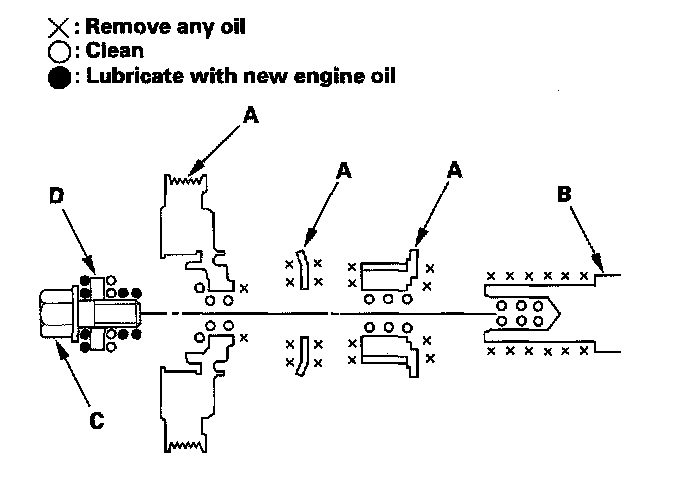 ×: Remove any oil
○: Clean
●: Lubricate with new engine oil
A
A
A
D
B
C